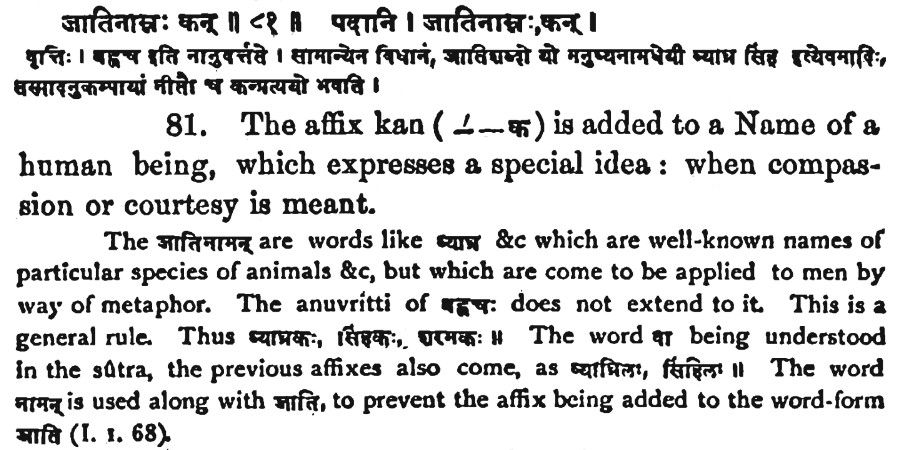 जातिनाम्नः कन् ॥ ८१ ॥ पदानि । जातिनाम्नः, कन् ।
वृत्तिः । बह्वच इति नानुवर्त्तते । सामान्येन विधानं, जातिशब्दो यो मनुष्यनामधेयो व्याघ्र सिंह इत्येवमादिः,
तस्मादनुकम्पायां नीतौ च कन्प्रत्ययो भवति ।
81. The affix kan ( ⊥—क ) is added to a Name of a
human being, which expresses a special idea : when compas-
sion or courtesy is meant.
The जातिनामन् are words like व्याघ्र &c which are well-known names of
particular species of animals &c, but which are come to be applied to men by
way of metaphor. The anuvritti of बह्वचः does not extend to it. This is a
general rule. Thus व्याघ्रकः, सिंहकः, शरभकः ॥ The word वा being understood
in the sûtra, the previous affixes also come, as व्याघ्रिलः, सिंहिलः ॥ The word
नामन् is used along with जाति, to prevent the affix being added to the word-form
जाति (I. 1. 68).